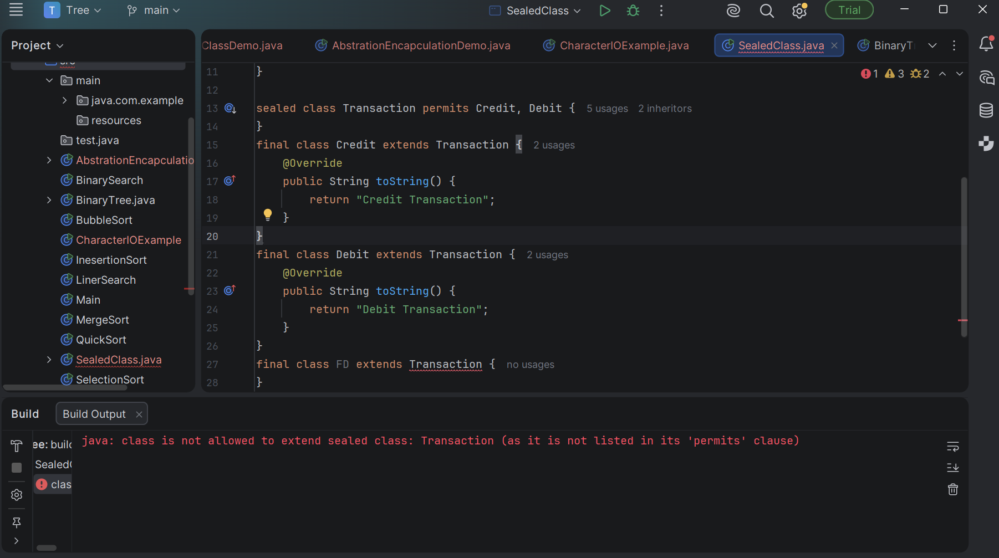 T Tree main SealedClass Trial
Project
ClassDemo.java AbstrationEncapculationDemo.java CharacterIOExample.java SealedClass.java BinaryT
src
main
java.com.example
resources
test.java
AbstrationEncapculatio
BinarySearch
BinaryTree.java
BubbleSort
CharacterIOExample
InesertionSort
LinerSearch
Main
MergeSort
QuickSort
SealedClass.java
SelectionSort
1 3 2
11 }
12
13 sealed class Transaction permits Credit, Debit { 5 usages 2 inheritors
14 }
15 final class Credit extends Transaction { 2 usages
16 @Override
17 public String toString() {
18 return "Credit Transaction";
19 }
20 }
21 final class Debit extends Transaction { 2 usages
22 @Override
23 public String toString() {
24 return "Debit Transaction";
25 }
26 }
27 final class FD extends Transaction { no usages
28 }
Build Build Output
ee: build
SealedC
clas
java: class is not allowed to extend sealed class: Transaction (as it is not listed in its 'permits' clause)